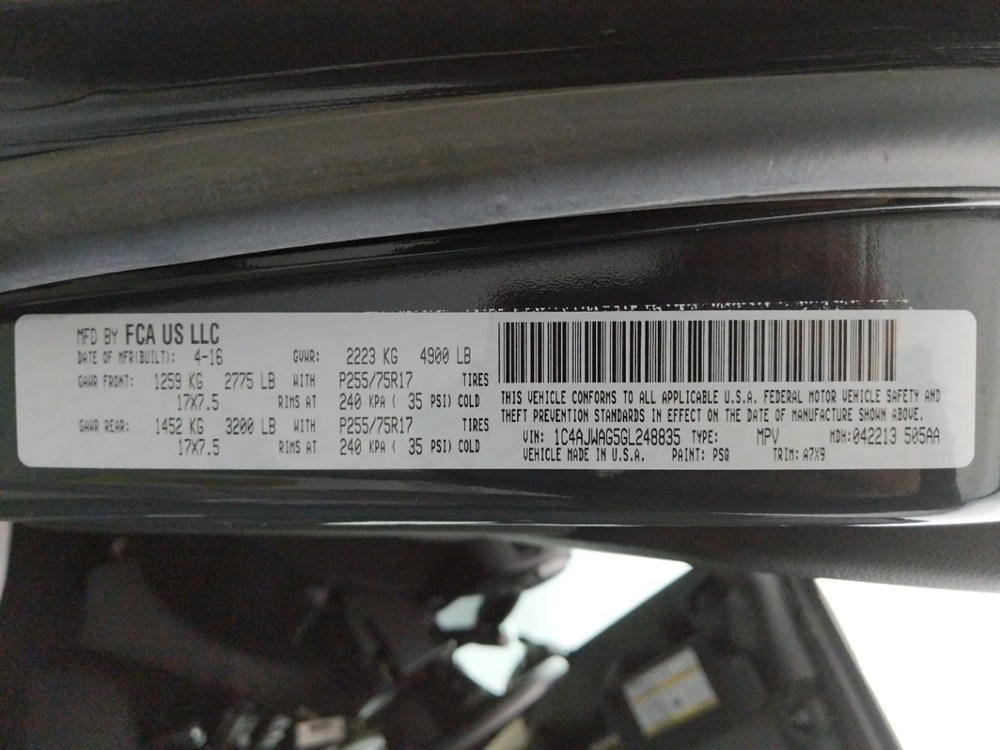 MFD BY FCA US LLC
DATE OF MFR(BUILT): 4-16 GVWR: 2223 KG 4900 LB
GAWR FRONT: 1259 KG 2775 LB WITH P255/75R17 TIRES
17X7.5 RIMS AT 240 KPA ( 35 PSI) COLD
GAWR REAR: 1452 KG 3200 LB WITH P255/75R17 TIRES
17X7.5 RIMS AT 240 KPA ( 35 PSI) COLD
THIS VEHICLE CONFORMS TO ALL APPLICABLE U.S.A. FEDERAL MOTOR VEHICLE SAFETY AND
THEFT PREVENTION STANDARDS IN EFFECT ON THE DATE OF MANUFACTURE SHOWN ABOVE.
VIN: 1C4AJWAG5GL248835 TYPE: MPV MDH:042213 505AA
VEHICLE MADE IN U.S.A. PAINT: PSQ TRIM: A7X9